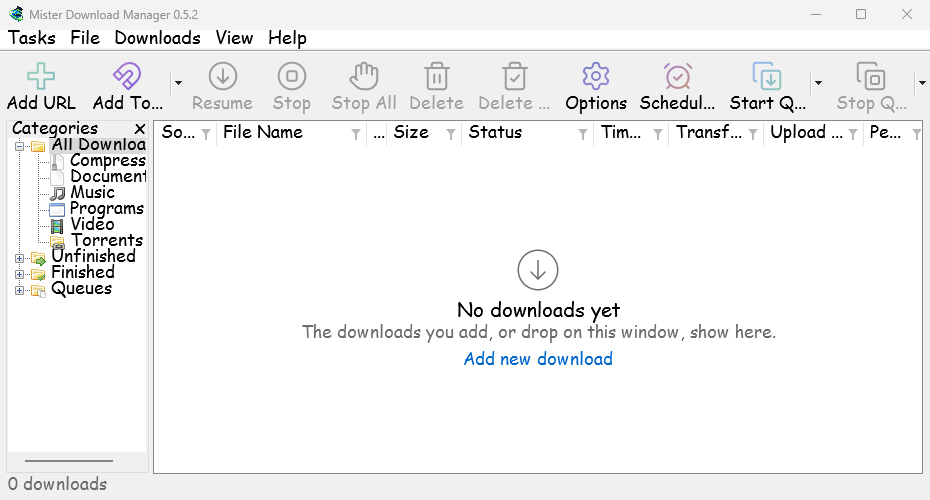 Mister Download Manager 0.5.2
Tasks File Downloads View Help
Add URL Add To... Resume Stop Stop All Delete Delete ... Options Schedul... Start Q... Stop Q...
Categories
So... File Name ... Size Status Tim... Transf... Upload ... Pe...
All Downloa
Compress
Document
Music
Programs
Video
Torrents
Unfinished
Finished
Queues
No downloads yet
The downloads you add, or drop on this window, show here.
Add new download
0 downloads